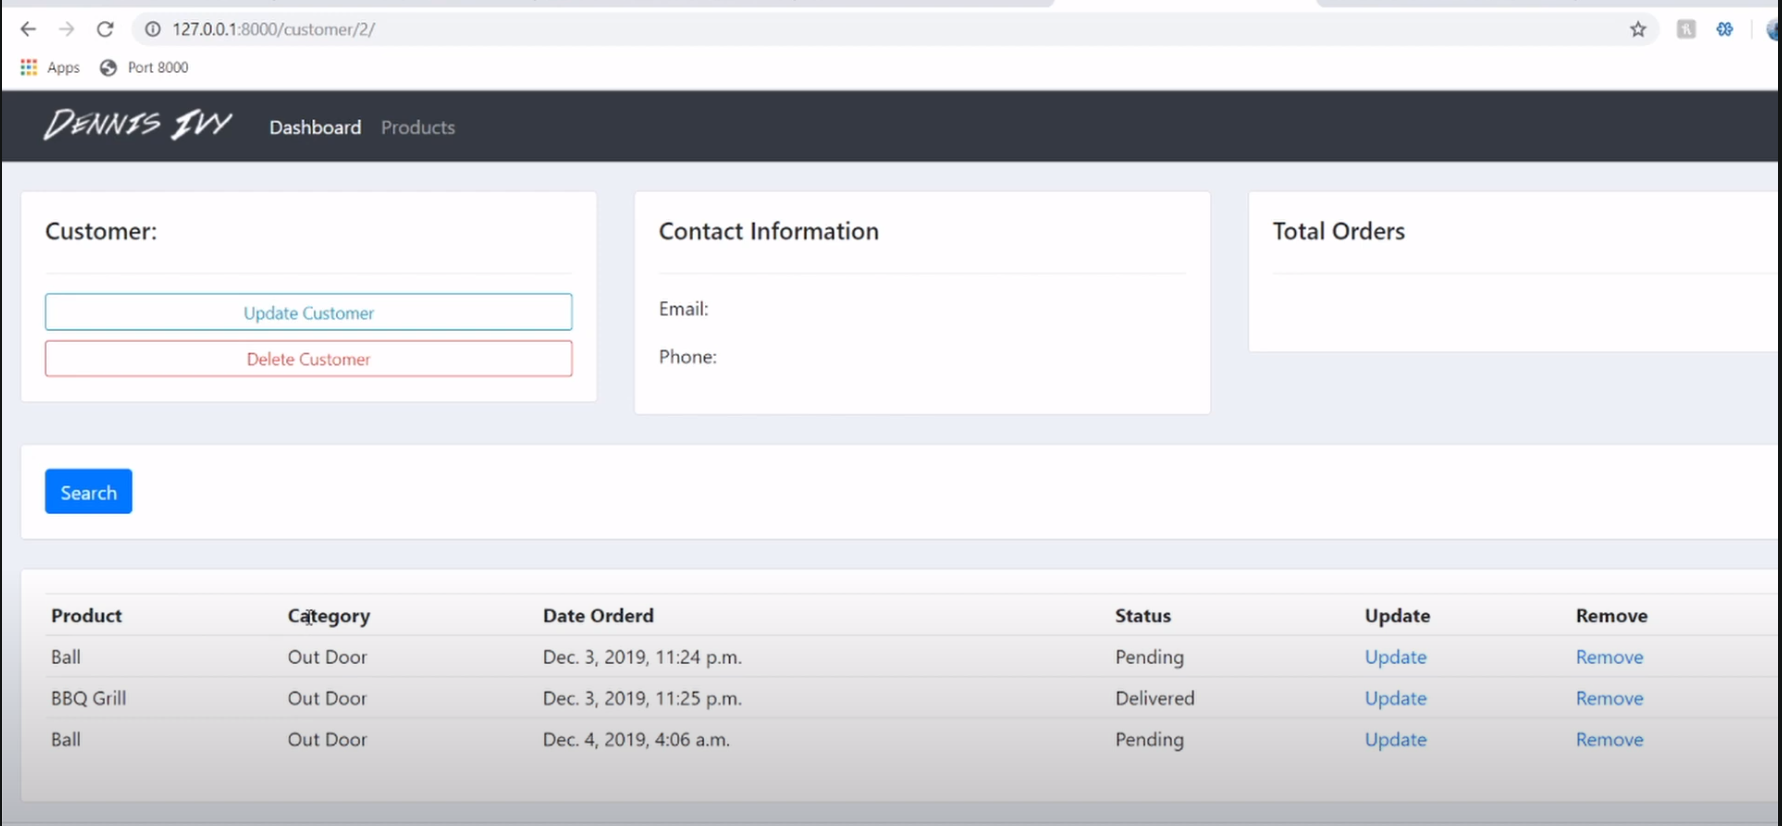 127.0.0.1:8000/customer/2/
Apps Port 8000
DENNIS IVY Dashboard Products
Customer: Contact Information Total Orders
Update Customer Email:
Delete Customer Phone:
Search
Product Category Date Orderd Status Update Remove
Ball Out Door Dec. 3, 2019, 11:24 p.m. Pending Update Remove
BBQ Grill Out Door Dec. 3, 2019, 11:25 p.m. Delivered Update Remove
Ball Out Door Dec. 4, 2019, 4:06 a.m. Pending Update Remove